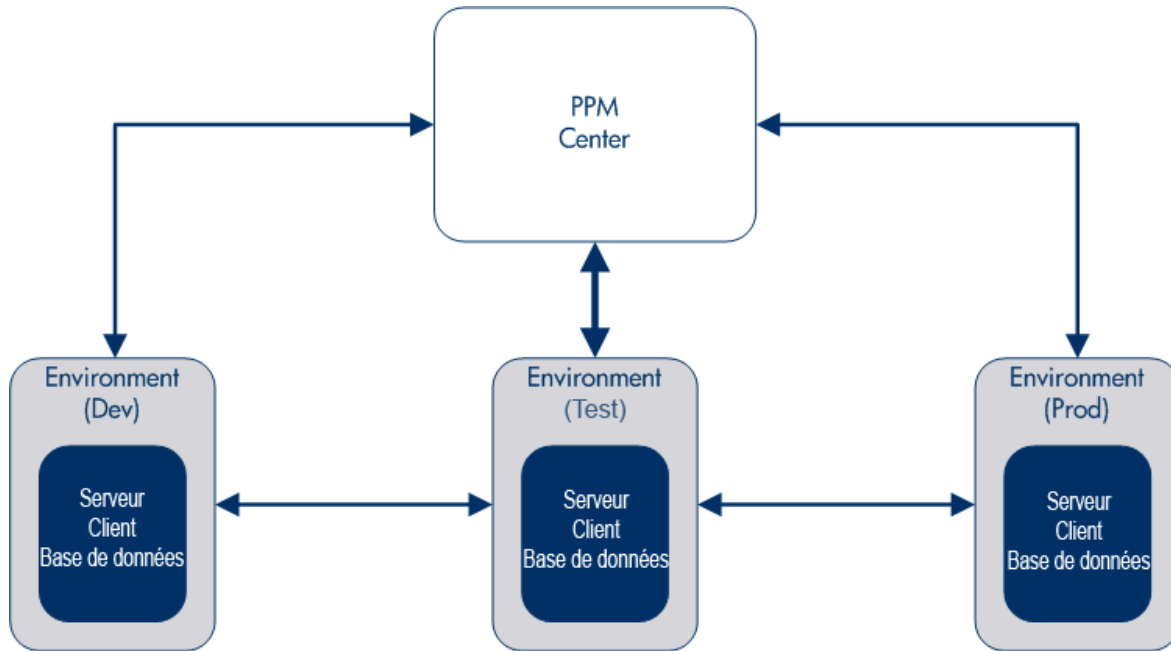 PPM
Center
Environment
(Dev)
Serveur
Client
Base de données
Environment
(Test)
Serveur
Client
Base de données
Environment
(Prod)
Serveur
Client
Base de données